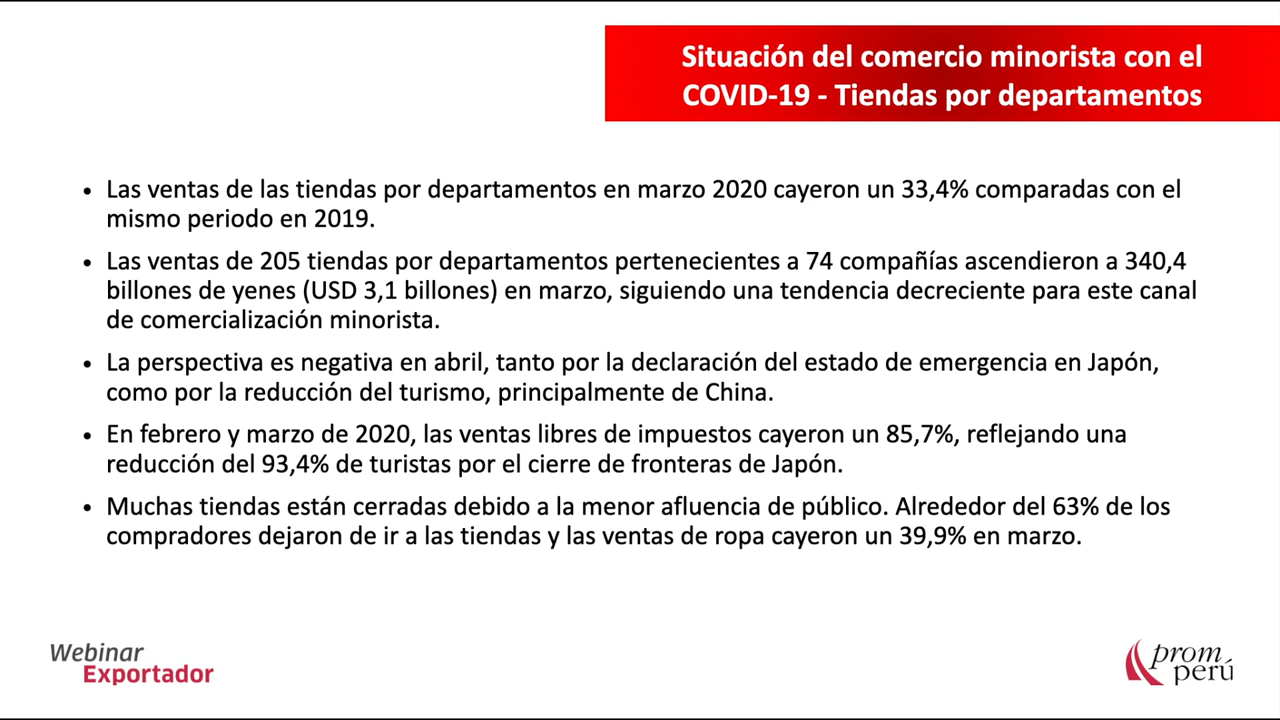 Situación del comercio minorista con el
COVID-19 - Tiendas por departamentos
• Las ventas de las tiendas por departamentos en marzo 2020 cayeron un 33,4% comparadas con el
mismo periodo en 2019.
• Las ventas de 205 tiendas por departamentos pertenecientes a 74 compañías ascendieron a 340,4
billones de yenes (USD 3,1 billones) en marzo, siguiendo una tendencia decreciente para este canal
de comercialización minorista.
• La perspectiva es negativa en abril, tanto por la declaración del estado de emergencia en Japón,
como por la reducción del turismo, principalmente de China.
• En febrero y marzo de 2020, las ventas libres de impuestos cayeron un 85,7%, reflejando una
reducción del 93,4% de turistas por el cierre de fronteras de Japón.
• Muchas tiendas están cerradas debido a la menor afluencia de público. Alrededor del 63% de los
compradores dejaron de ir a las tiendas y las ventas de ropa cayeron un 39,9% en marzo.
Webinar
Exportador
prom
perú